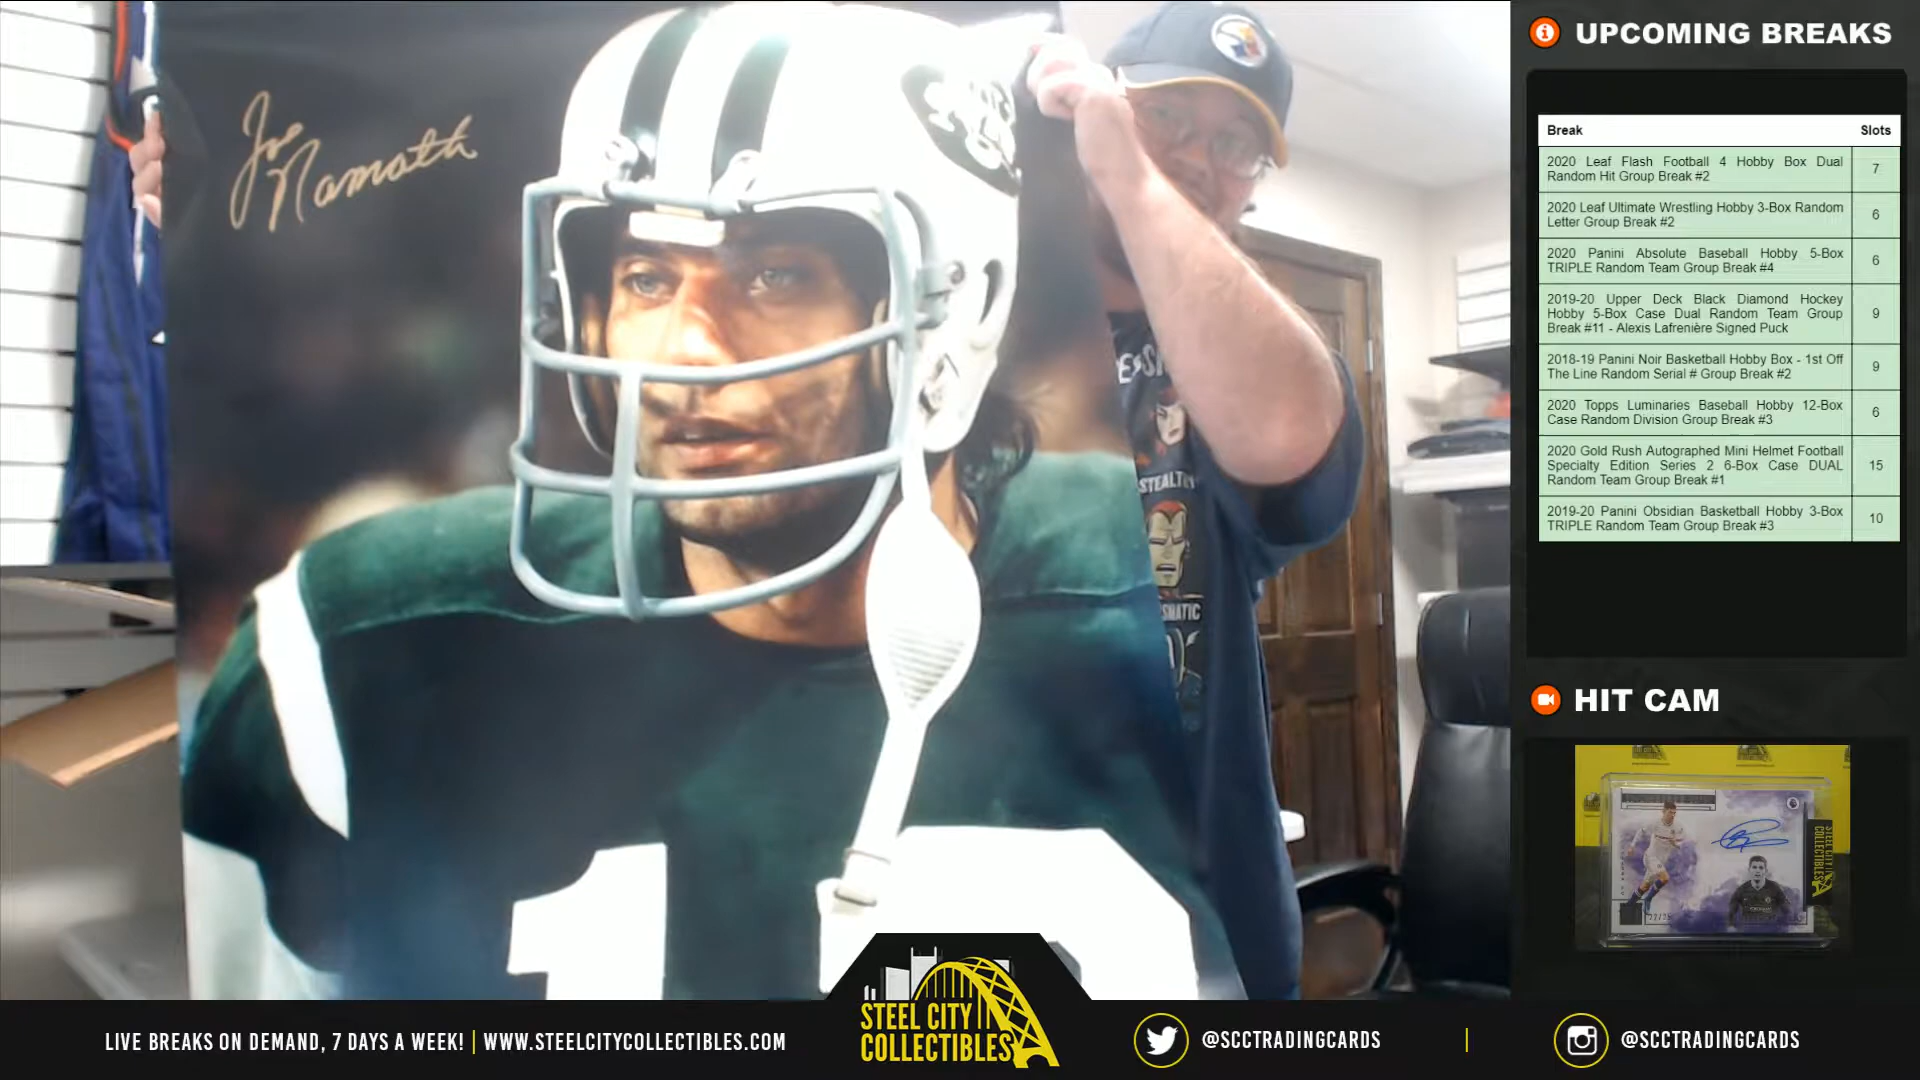 UPCOMING BREAKS
Break Slots
2020 Leaf Flash Football 4 Hobby Box Dual
Random Hit Group Break #2
7
2020 Leaf Ultimate Wrestling Hobby 3-Box Random
Letter Group Break #2
6
2020 Panini Absolute Baseball Hobby 5-Box
TRIPLE Random Team Group Break #4
6
2019-20 Upper Deck Black Diamond Hockey
Hobby 5-Box Case Dual Random Team Group
Break #11 - Alexis Lafrenière Signed Puck
9
2018-19 Panini Noir Basketball Hobby Box - 1st Off
The Line Random Serial # Group Break #2
9
2020 Topps Luminaries Baseball Hobby 12-Box
Case Random Division Group Break #3
6
2020 Gold Rush Autographed Mini Helmet Football
Specialty Edition Series 2 6-Box Case DUAL
Random Team Group Break #1
15
2019-20 Panini Obsidian Basketball Hobby 3-Box
TRIPLE Random Team Group Break #3
10
HIT CAM
STEEL CITY
COLLECTIBLES
Joe
Namath
1
STEEL CITY
COLLECTIBLES
LIVE BREAKS ON DEMAND, 7 DAYS A WEEK! | WWW.STEELCITYCOLLECTIBLES.COM
@SCCTRADINGCARDS
@SCCTRADINGCARDS